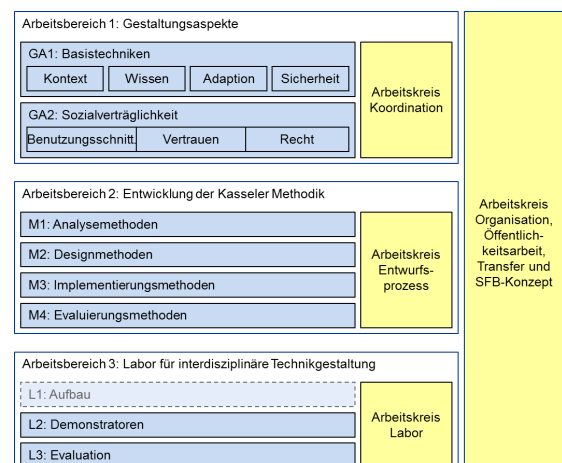 Arbeitsbereich 1: Gestaltungsaspekte
GA1: Basistechniken
Kontext
Wissen
Adaption
Sicherheit
GA2: Sozialverträglichkeit
Benutzungsschnitt.
Vertrauen
Recht
Arbeitskreis
Koordination
Arbeitsbereich 2: Entwicklung der Kasseler Methodik
M1: Analysemethoden
M2: Designmethoden
M3: Implementierungsmethoden
M4: Evaluierungsmethoden
Arbeitskreis
Entwurfs-
prozess
Arbeitsbereich 3: Labor für interdisziplinäre Technikgestaltung
L1: Aufbau
L2: Demonstratoren
L3: Evaluation
Arbeitskreis
Labor
Arbeitskreis
Organisation,
Öffentlich-
keitsarbeit,
Transfer und
SFB-Konzept